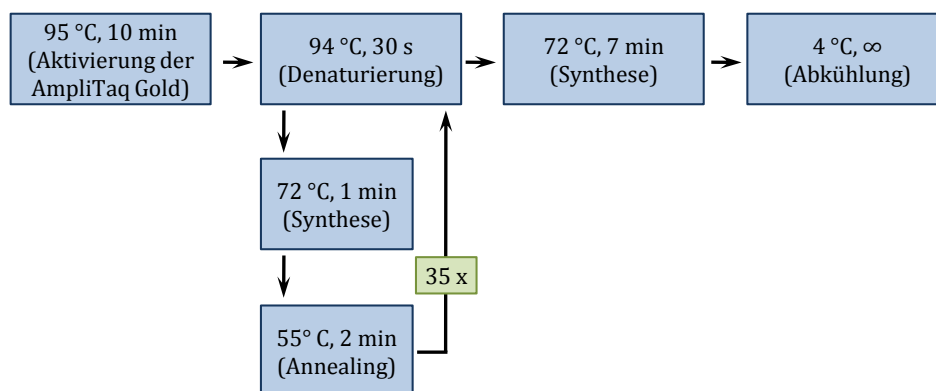 95 °C, 10 min
(Aktivierung der
AmpliTaq Gold)
94 °C, 30 s
(Denaturierung)
72 °C, 7 min
(Synthese)
4 °C, ∞
(Abkühlung)
72 °C, 1 min
(Synthese)
35 x
55° C, 2 min
(Annealing)